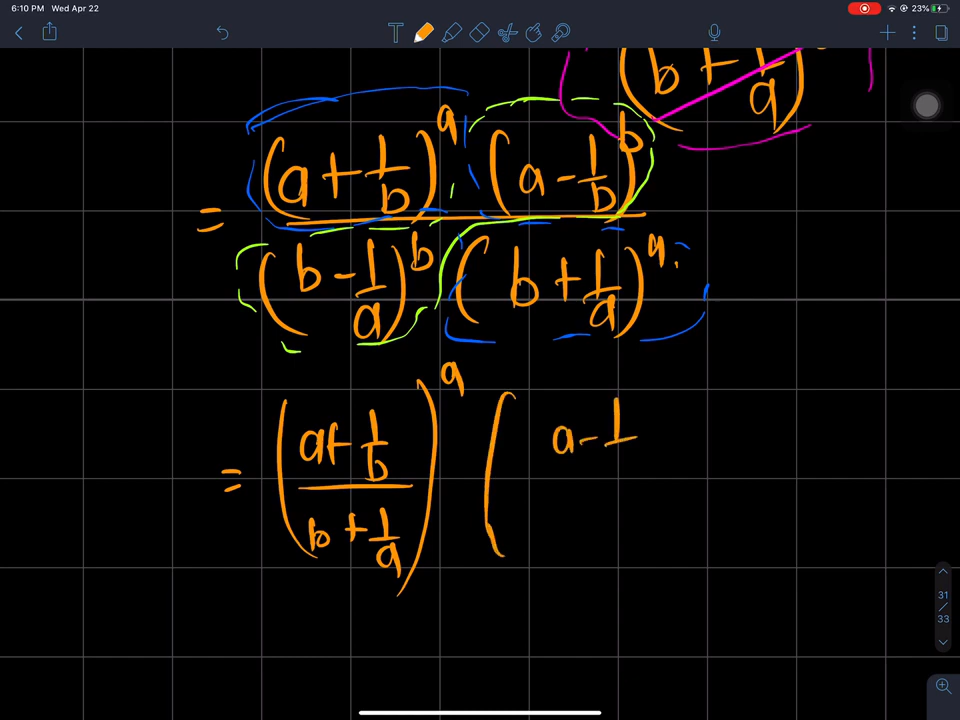 6:10 PM Wed Apr 22 23%
(b + 1/a)
= (a + 1/b)^a · (a - 1/b)^b
(b - 1/a)^b (b + 1/a)^a
= ((a + 1/b) / (b + 1/a))^a ( a - 1
31
/
33